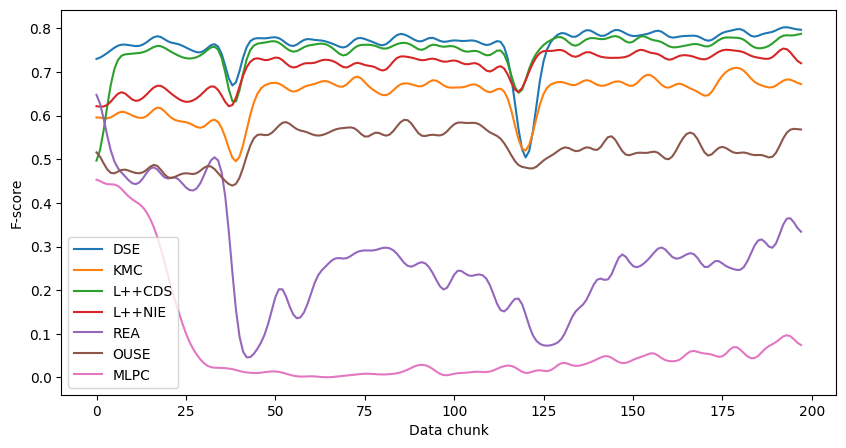 0.8
0.7
0.6
0.5
0.4
0.3
0.2
0.1
0.0
F-score
DSE
KMC
L++CDS
L++NIE
REA
OUSE
MLPC
0 25 50 75 100 125 150 175 200
Data chunk